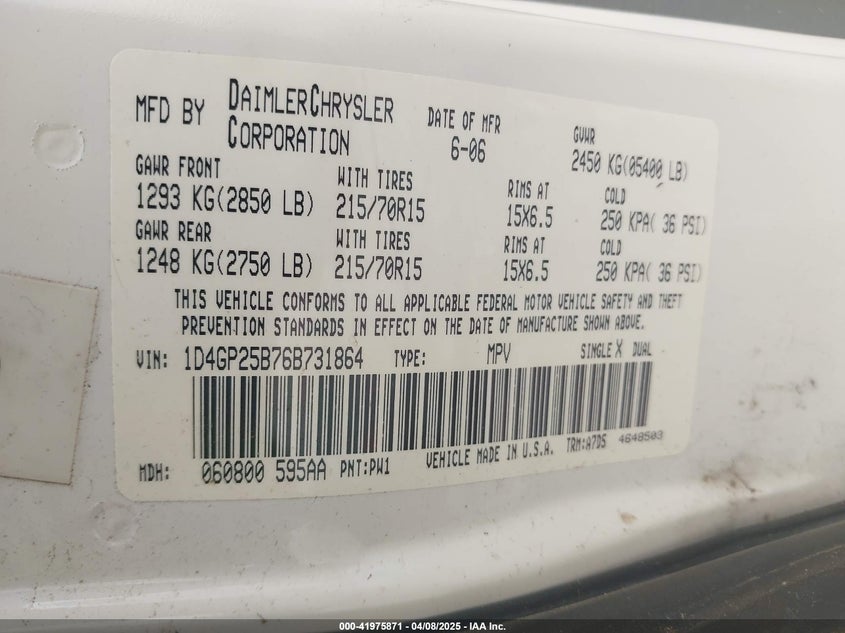 MFD BY DAIMLERCHRYSLER CORPORATION DATE OF MFR 6-06 GVWR 2450 KG(05400 LB)
GAWR FRONT WITH TIRES RIMS AT COLD
1293 KG(2850 LB) 215/70R15 15X6.5 250 KPA( 36 PSI)
GAWR REAR WITH TIRES RIMS AT COLD
1248 KG(2750 LB) 215/70R15 15X6.5 250 KPA( 36 PSI)
THIS VEHICLE CONFORMS TO ALL APPLICABLE FEDERAL MOTOR VEHICLE SAFETY AND THEFT
PREVENTION STANDARDS IN EFFECT ON THE DATE OF MANUFACTURE SHOWN ABOVE.
VIN: 1D4GP25B76B731864 TYPE: MPV SINGLE X DUAL
MDH: 060800 595AA PNT:PW1 VEHICLE MADE IN U.S.A. TRM:A7D5 4648503
000-41975871 - 04/08/2025 - IAA Inc.